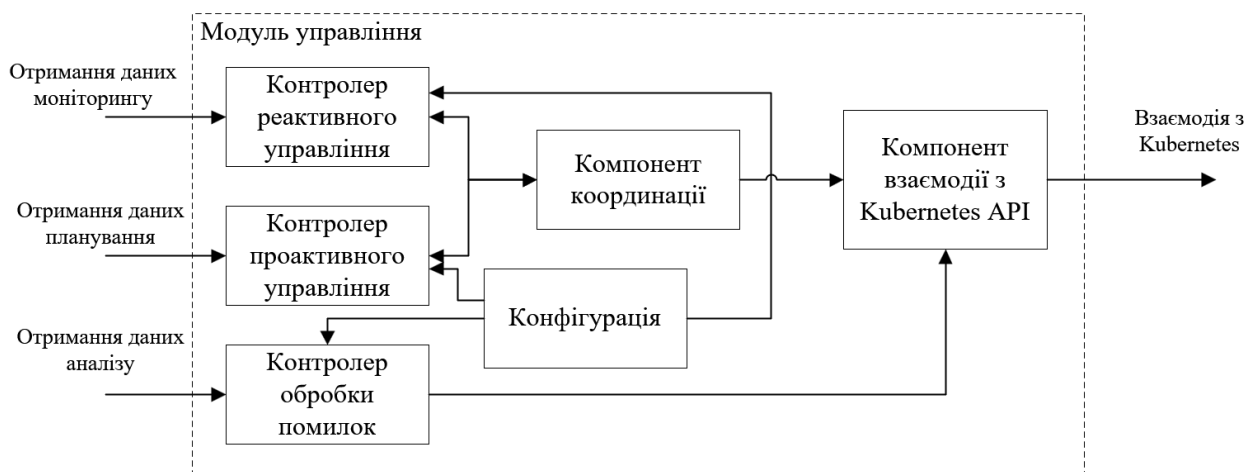 Модуль управління
Отримання даних
моніторингу
Контролер
реактивного
управління
Отримання даних
планування
Контролер
проактивного
управління
Отримання даних
аналізу
Контролер
обробки
помилок
Компонент
координації
Конфігурація
Компонент
взаємодії з
Kubernetes API
Взаємодія з
Kubernetes